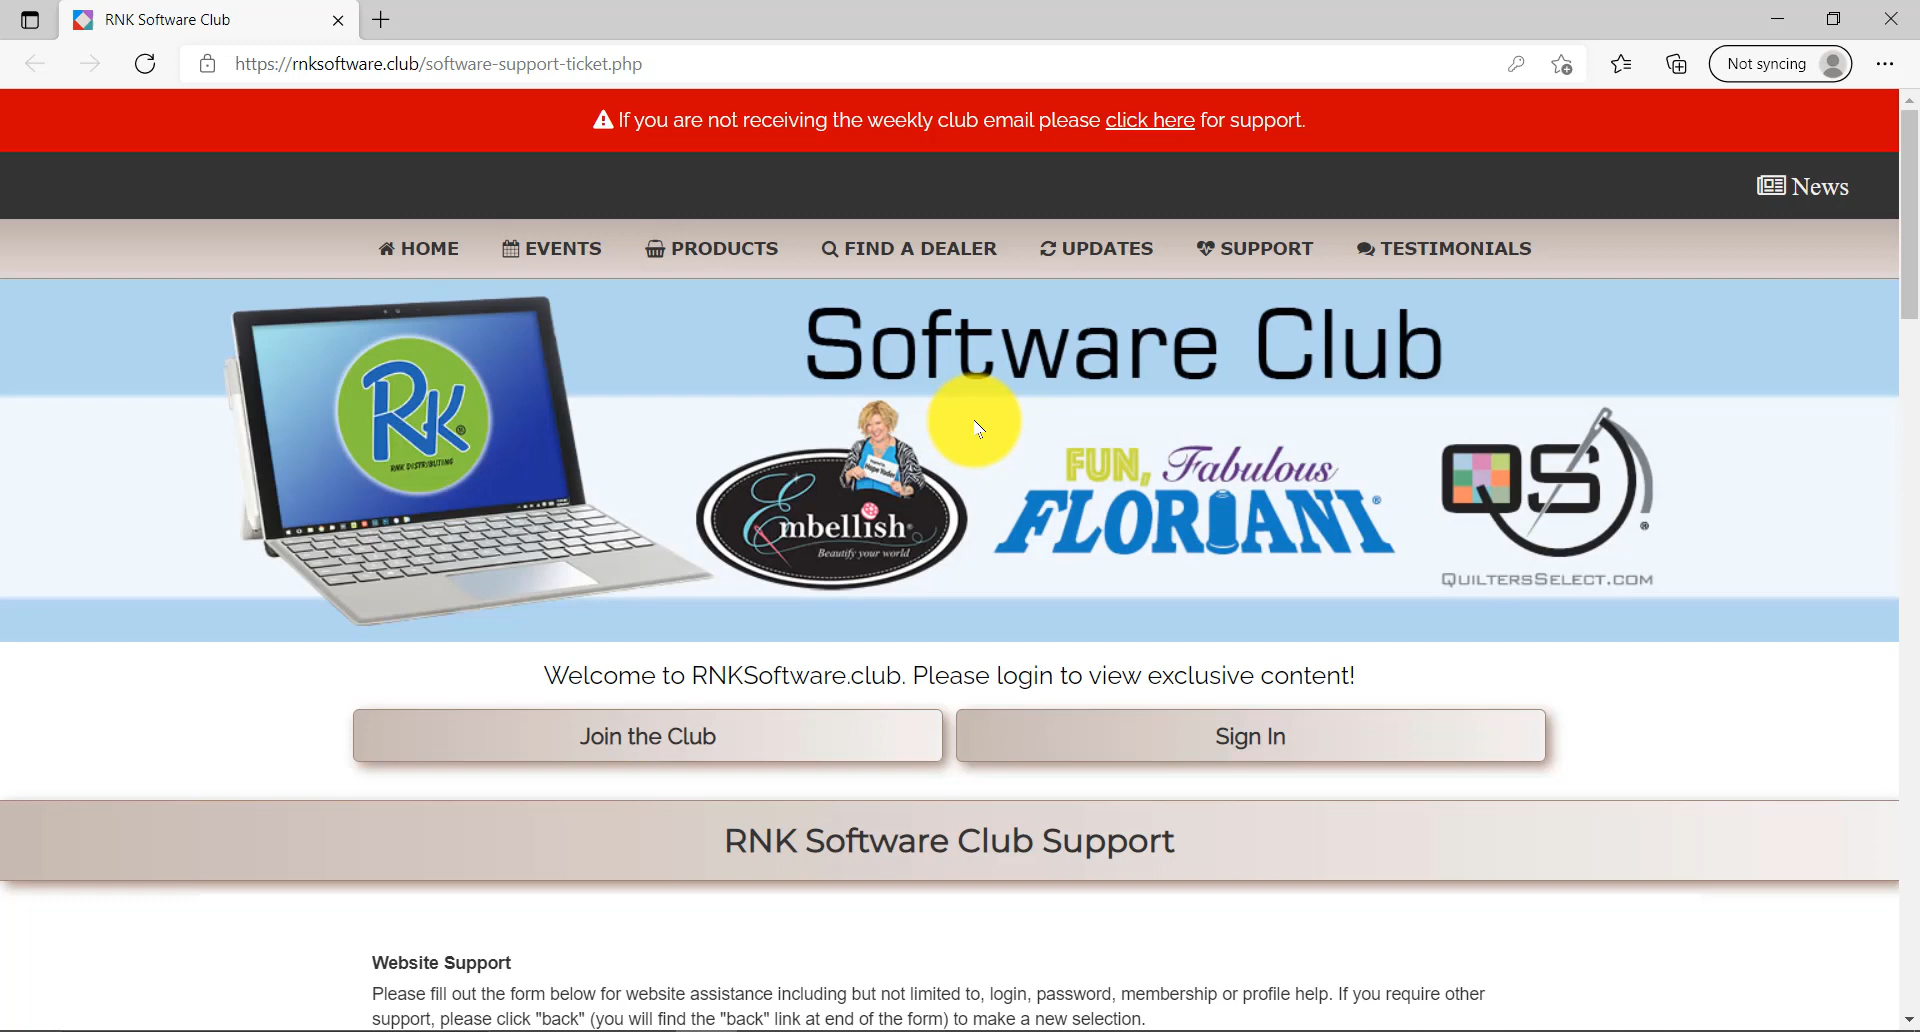 RNK Software Club
https://rnksoftware.club/software-support-ticket.php
Not syncing
If you are not receiving the weekly club email please click here for support.
News
HOME EVENTS PRODUCTS FIND A DEALER UPDATES SUPPORT TESTIMONIALS
Software Club
RNK®
RNK DISTRIBUTING
Hope Yoder
Embellish®
Beautify your world
FUN, Fabulous
FLORIANI®
QS®
QUILTERSSELECT.COM
Welcome to RNKSoftware.club. Please login to view exclusive content!
Join the Club
Sign In
RNK Software Club Support
Website Support
Please fill out the form below for website assistance including but not limited to, login, password, membership or profile help. If you require other
support, please click "back" (you will find the "back" link at end of the form) to make a new selection.